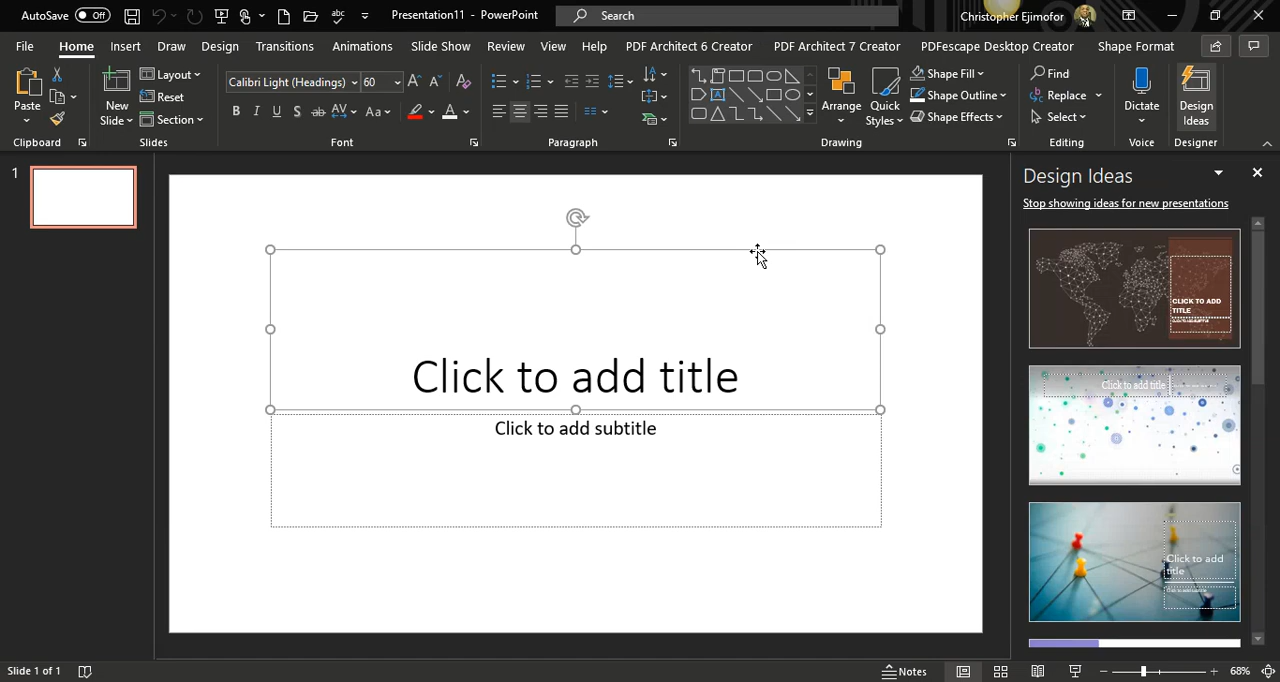 AutoSave Off Presentation11 - PowerPoint Search Christopher Ejimofor
File Home Insert Draw Design Transitions Animations Slide Show Review View Help PDF Architect 6 Creator PDF Architect 7 Creator PDFescape Desktop Creator Shape Format
Paste
New Slide
Layout
Reset
Section
Calibri Light (Headings) 60
B I U S ab AV Aa A
Arrange
Quick Styles
Shape Fill
Shape Outline
Shape Effects
Find
Replace
Select
Dictate
Design Ideas
Clipboard Slides Font Paragraph Drawing Editing Voice Designer
1
Click to add title
Click to add subtitle
Design Ideas
Stop showing ideas for new presentations
CLICK TO ADD
TITLE
Click to add title
Click to add
title
Slide 1 of 1 Notes 68%